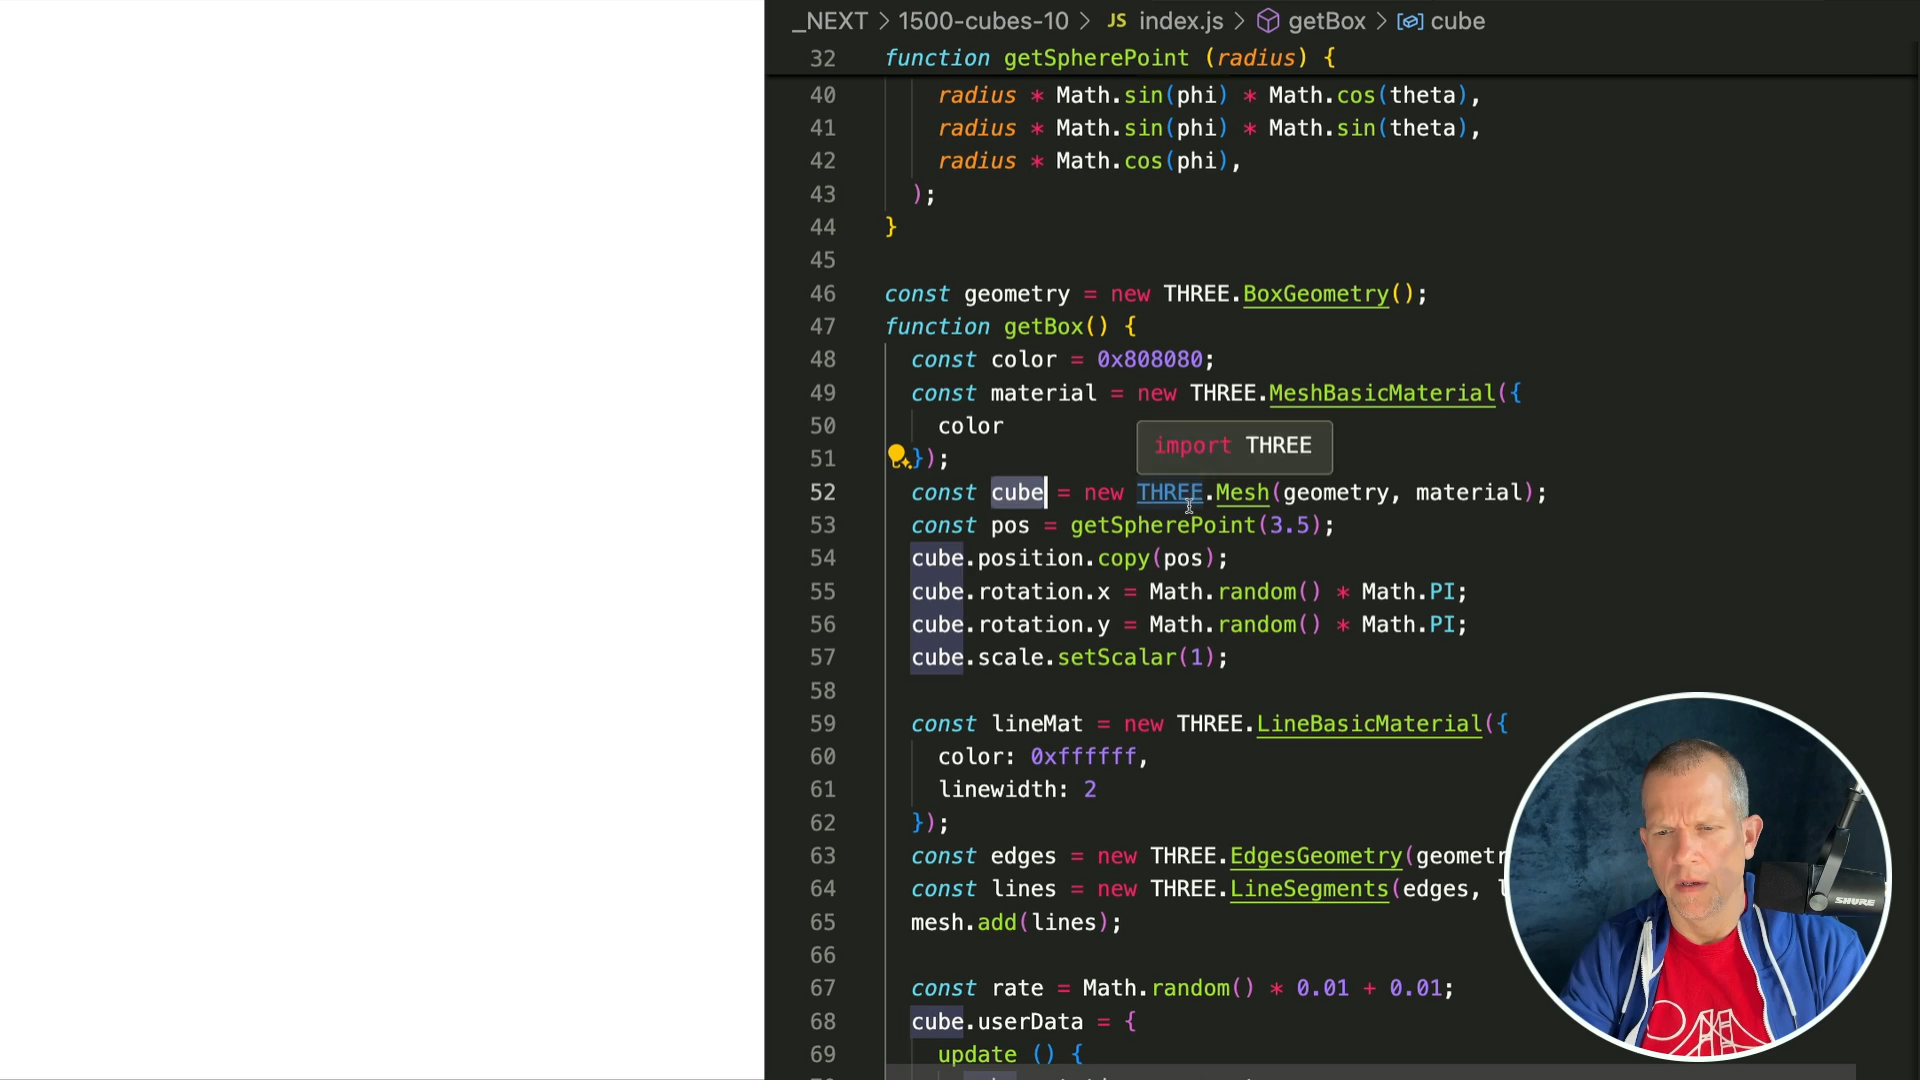 _NEXT > 1500-cubes-10 > JS index.js > getBox > cube
32 function getSpherePoint (radius) {
40 radius * Math.sin(phi) * Math.cos(theta),
41 radius * Math.sin(phi) * Math.sin(theta),
42 radius * Math.cos(phi),
43 );
44 }
45
46 const geometry = new THREE.BoxGeometry();
47 function getBox() {
48 const color = 0x808080;
49 const material = new THREE.MeshBasicMaterial({
50 color
import THREE
51 });
52 const cube = new THREE.Mesh(geometry, material);
53 const pos = getSpherePoint(3.5);
54 cube.position.copy(pos);
55 cube.rotation.x = Math.random() * Math.PI;
56 cube.rotation.y = Math.random() * Math.PI;
57 cube.scale.setScalar(1);
58
59 const lineMat = new THREE.LineBasicMaterial({
60 color: 0xffffff,
61 linewidth: 2
62 });
63 const edges = new THREE.EdgesGeometry(geometr
64 const lines = new THREE.LineSegments(edges,
65 mesh.add(lines);
66
67 const rate = Math.random() * 0.01 + 0.01;
68 cube.userData = {
69 update () {
SHURE